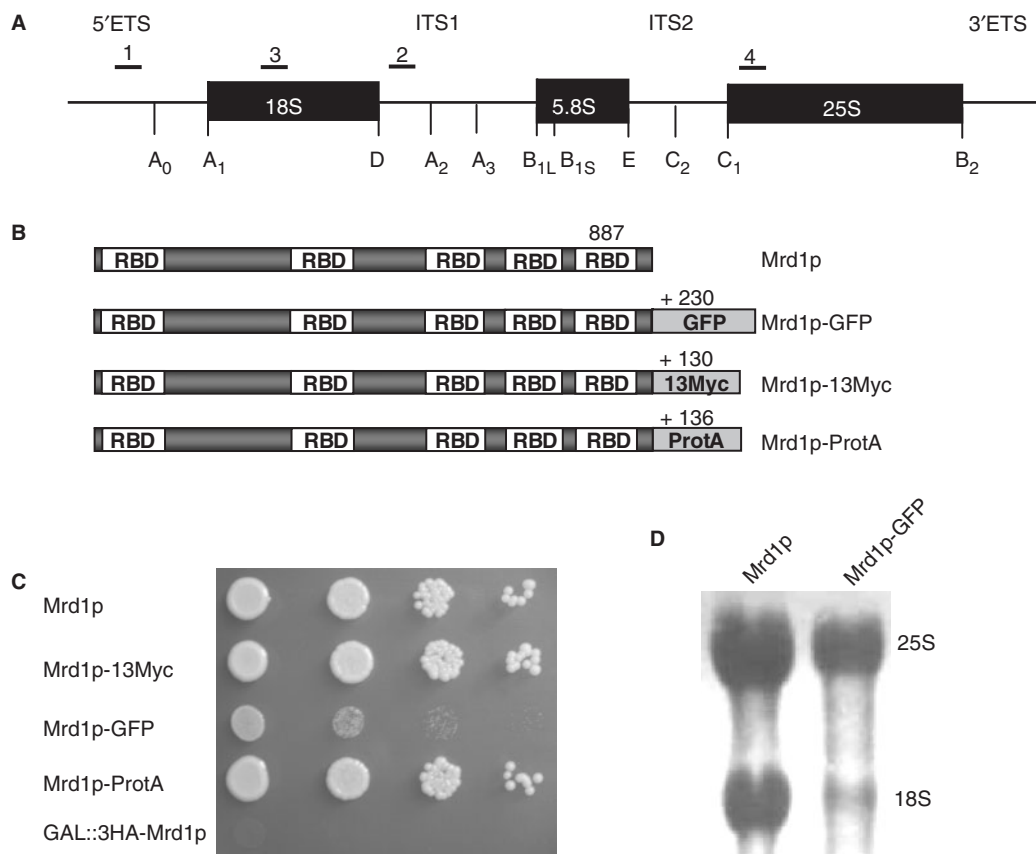 A
5′ETS ITS1 ITS2 3′ETS
1 3 2 4
18S 5.8S 25S
A0 A1 D A2 A3 B1L B1S E C2 C1 B2
B
887
RBD RBD RBD RBD RBD Mrd1p
+ 230
RBD RBD RBD RBD RBD GFP Mrd1p-GFP
+ 130
RBD RBD RBD RBD RBD 13Myc Mrd1p-13Myc
+ 136
RBD RBD RBD RBD RBD ProtA Mrd1p-ProtA
C
Mrd1p
Mrd1p-13Myc
Mrd1p-GFP
Mrd1p-ProtA
GAL::3HA-Mrd1p
D
Mrd1p Mrd1p-GFP
25S
18S